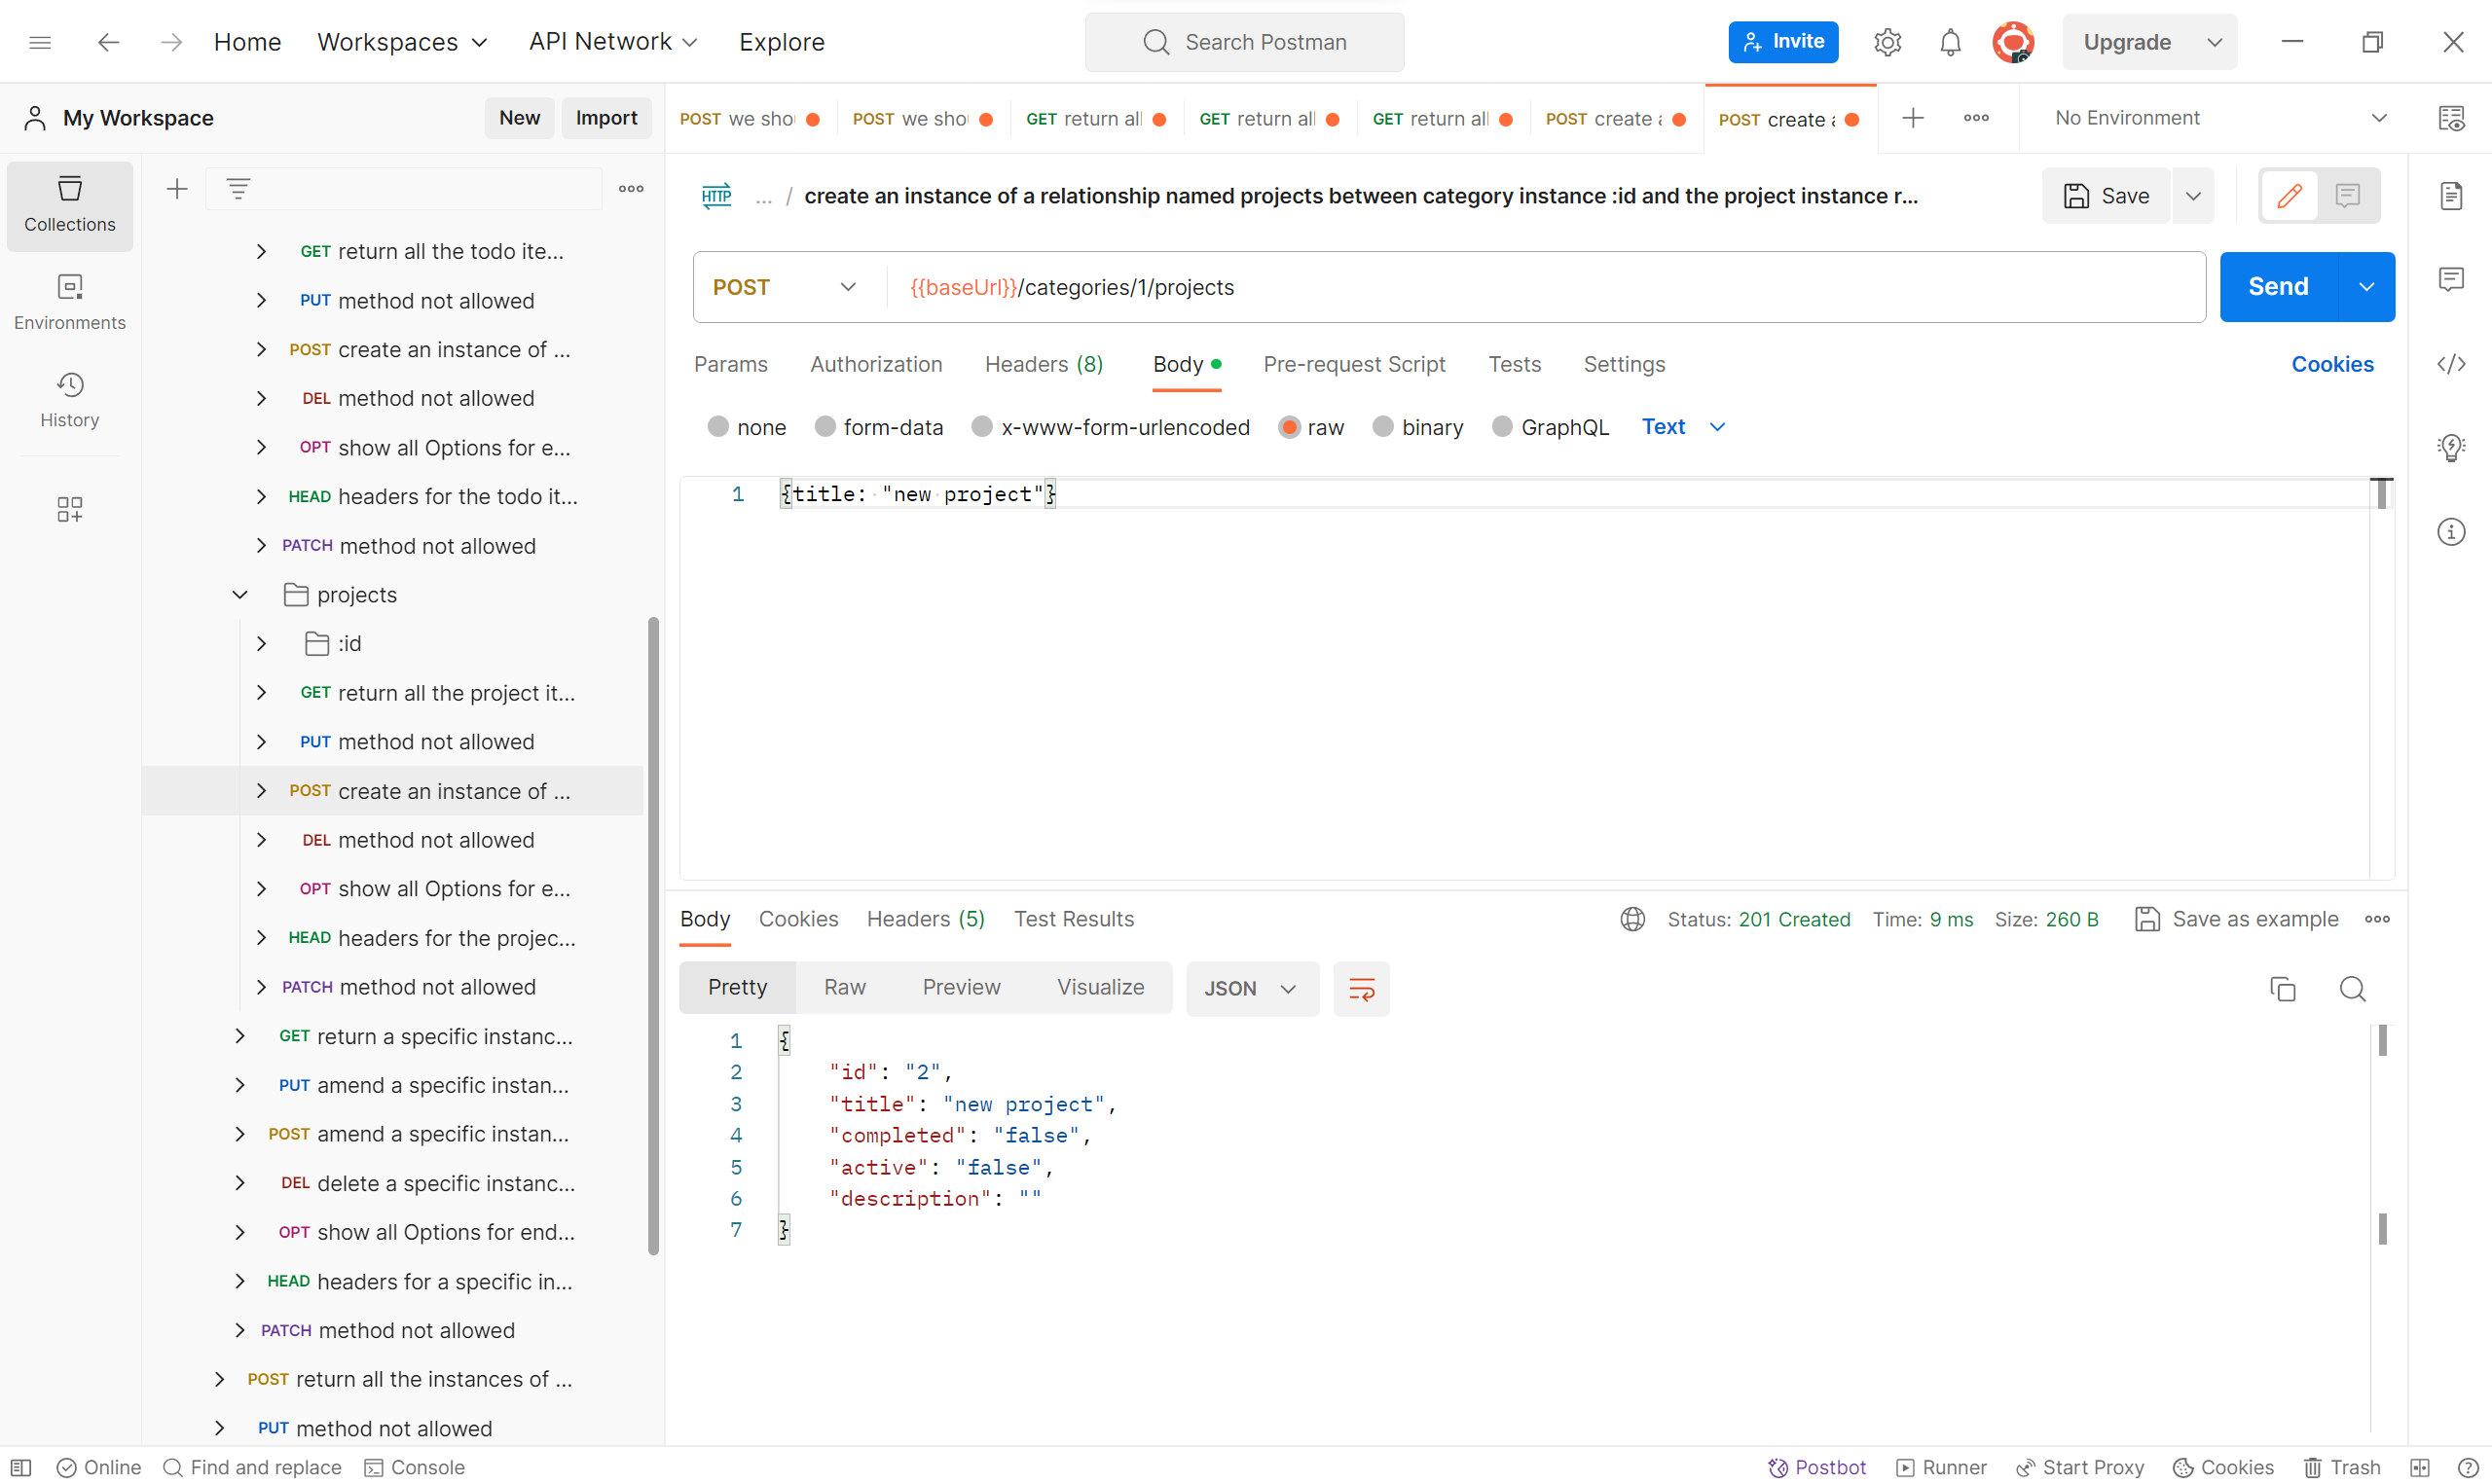 Home Workspaces API Network Explore Search Postman Invite Upgrade
My Workspace New Import
POST we sho POST we sho GET return all GET return all GET return all POST create POST create No Environment
Collections
Environments
History
GET return all the todo ite...
PUT method not allowed
POST create an instance of ...
DEL method not allowed
OPT show all Options for e...
HEAD headers for the todo it...
PATCH method not allowed
projects
:id
GET return all the project it...
PUT method not allowed
POST create an instance of ...
DEL method not allowed
OPT show all Options for e...
HEAD headers for the projec...
PATCH method not allowed
GET return a specific instanc...
PUT amend a specific instan...
POST amend a specific instan...
DEL delete a specific instanc...
OPT show all Options for end...
HEAD headers for a specific in...
PATCH method not allowed
POST return all the instances of ...
PUT method not allowed
HTTP ... / create an instance of a relationship named projects between category instance :id and the project instance r... Save
POST {{baseUrl}}/categories/1/projects Send
Params Authorization Headers (8) Body Pre-request Script Tests Settings Cookies
none form-data x-www-form-urlencoded raw binary GraphQL Text
1 {title: "new project"}
Body Cookies Headers (5) Test Results Status: 201 Created Time: 9 ms Size: 260 B Save as example
Pretty Raw Preview Visualize JSON
1 {
2 "id": "2",
3 "title": "new project",
4 "completed": "false",
5 "active": "false",
6 "description": ""
7 }
Online Find and replace Console Postbot Runner Start Proxy Cookies Trash